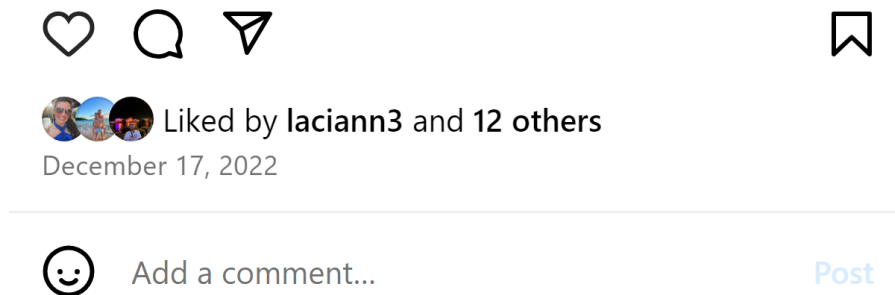 Liked by laciann3 and 12 others
December 17, 2022
Add a comment...
Post